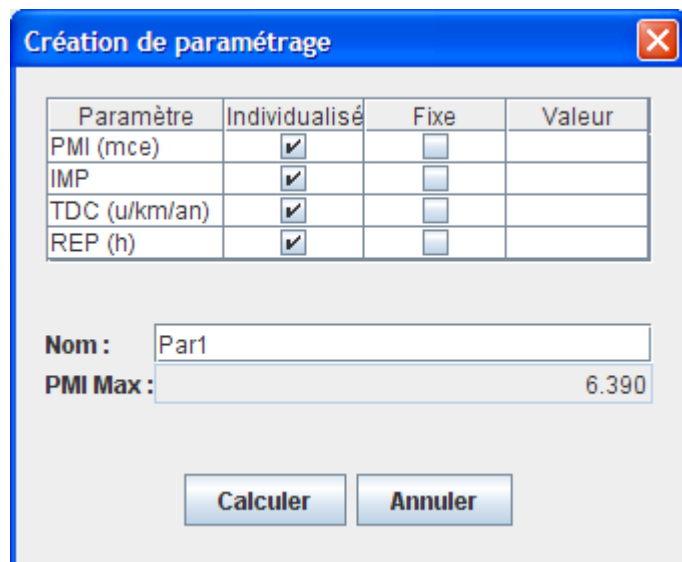 Création de paramétrage
Paramètre Individualisé Fixe Valeur
PMI (mce)
IMP
TDC (u/km/an)
REP (h)
Nom : Par1
PMI Max : 6.390
Calculer Annuler